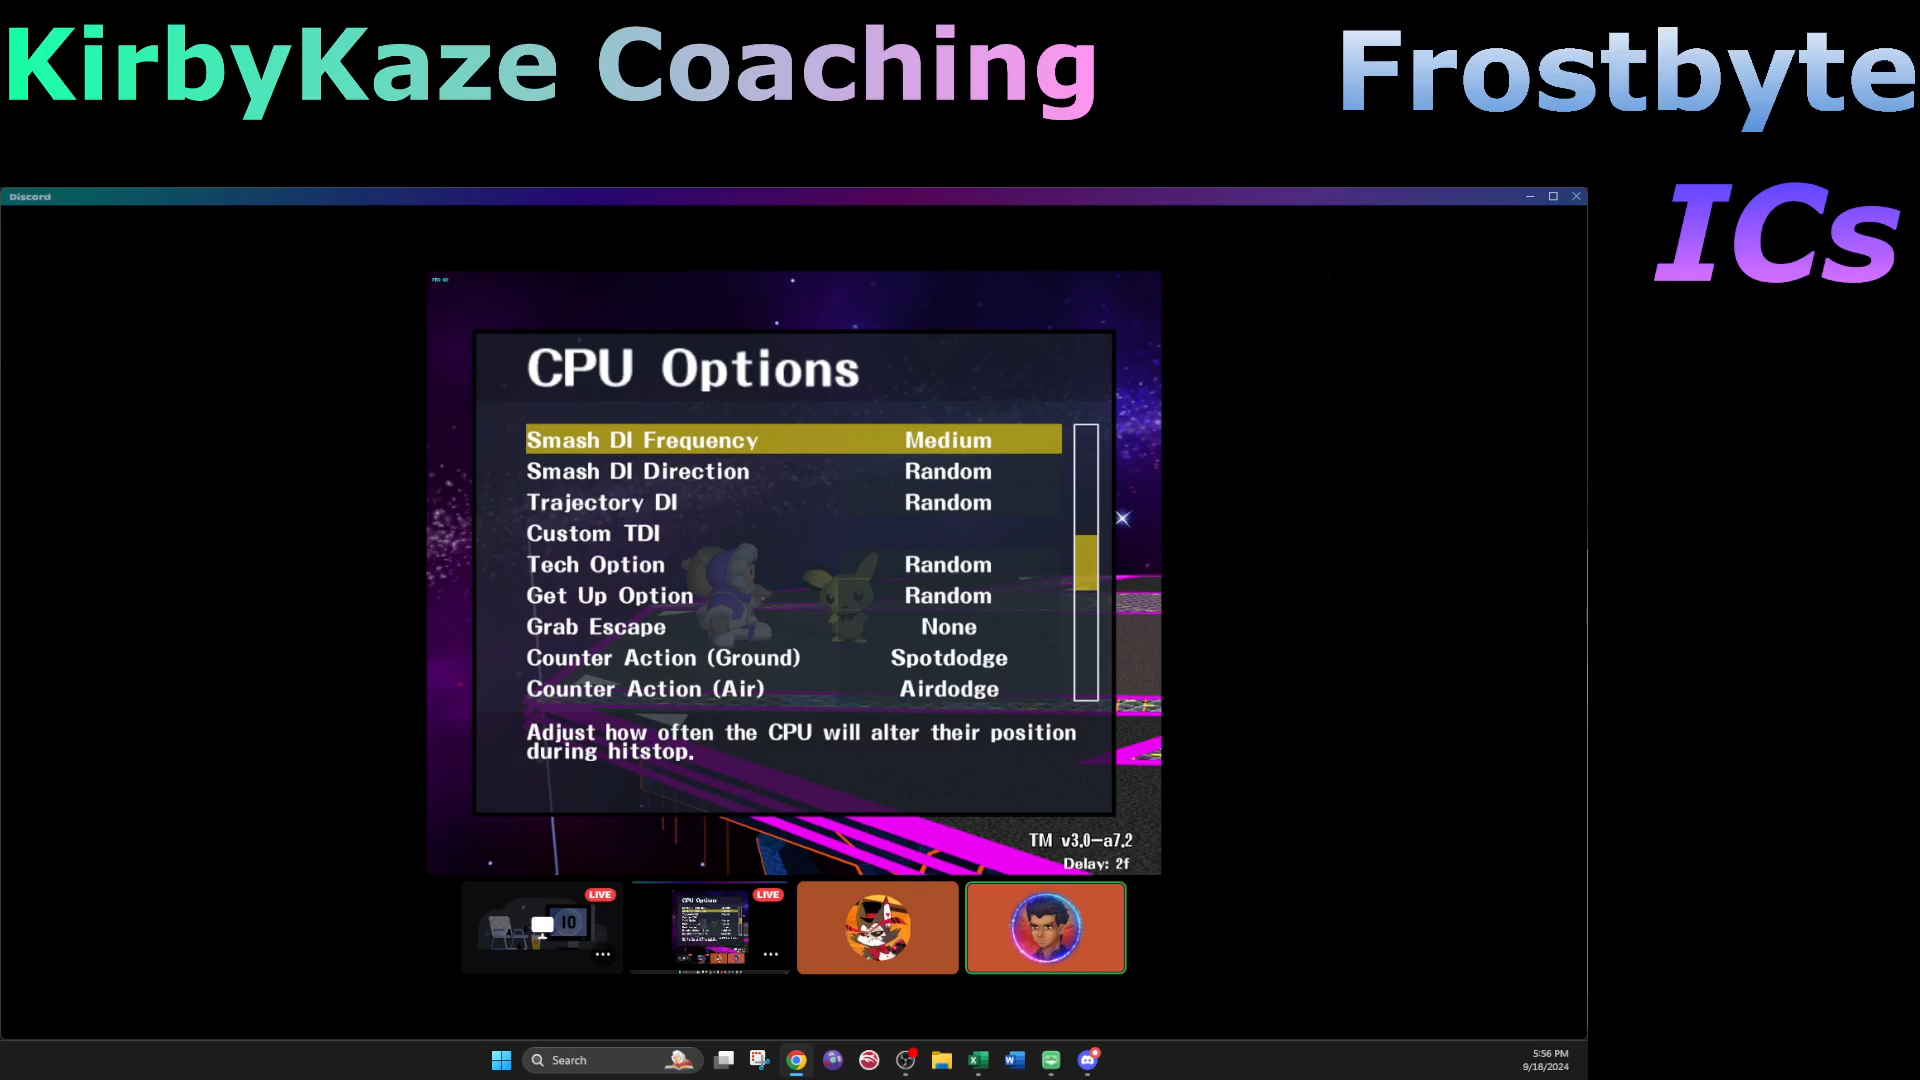 KirbyKaze Coaching
Frostbyte
ICs
Discord
CPU Options
Smash DI Frequency Medium
Smash DI Direction Random
Trajectory DI Random
Custom TDI
Tech Option Random
Get Up Option Random
Grab Escape None
Counter Action (Ground) Spotdodge
Counter Action (Air) Airdodge
Adjust how often the CPU will alter their position
during hitstop.
TM v3.0-a7.2
Delay: 2f
LIVE
LIVE
10
CPU Options
Search
5:56 PM
9/18/2024